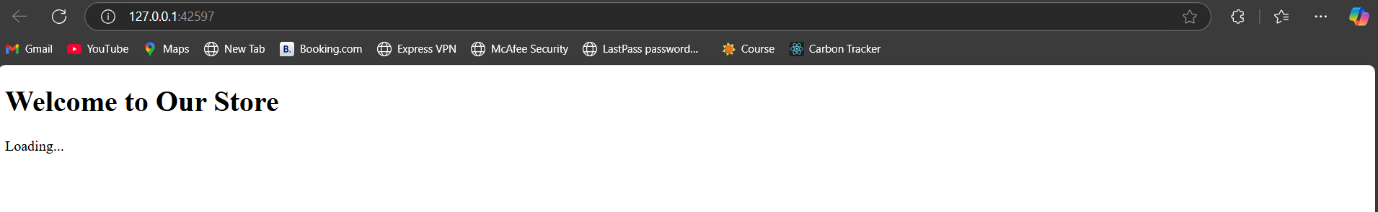 127.0.0.1:42597
Gmail YouTube Maps New Tab B. Booking.com Express VPN McAfee Security LastPass password... Course Carbon Tracker
Welcome to Our Store
Loading...